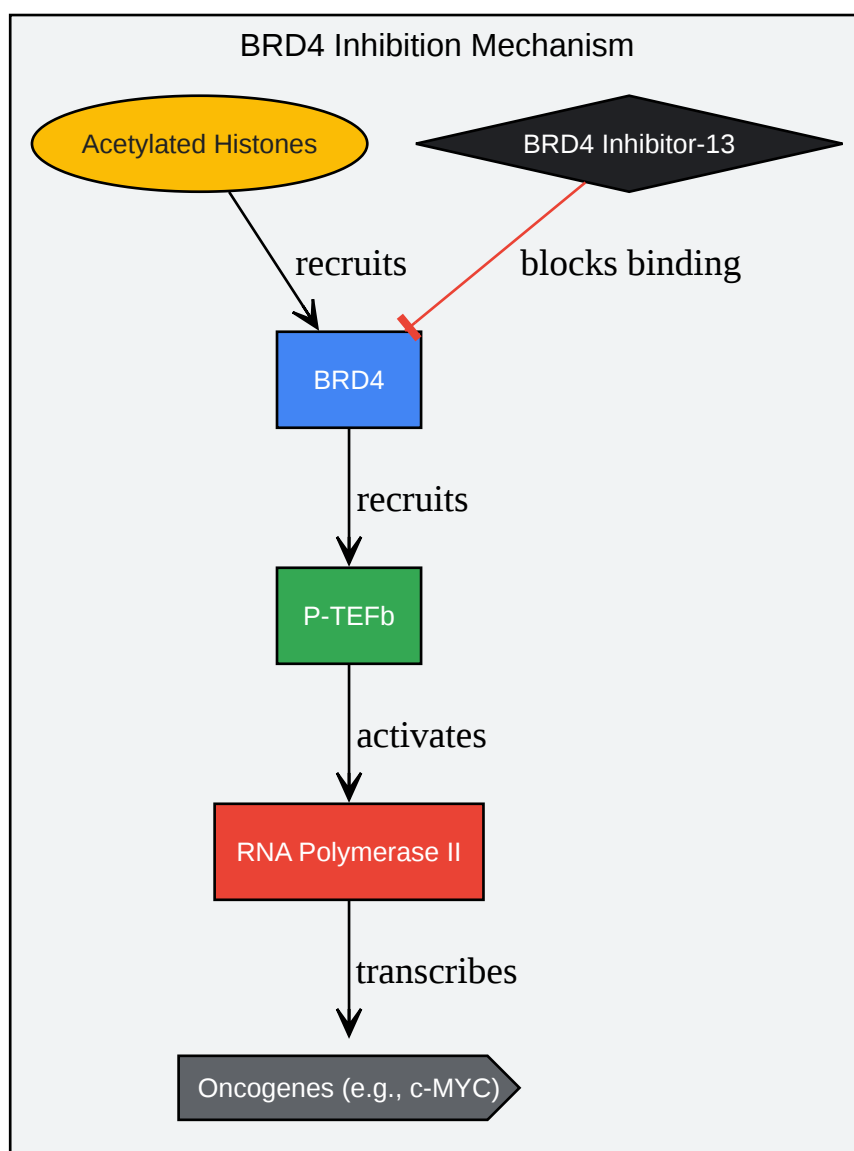 BRD4 Inhibition Mechanism
Acetylated Histones
BRD4 Inhibitor-13
recruits
blocks binding
BRD4
recruits
P-TEFb
activates
RNA Polymerase II
transcribes
Oncogenes (e.g., c-MYC)